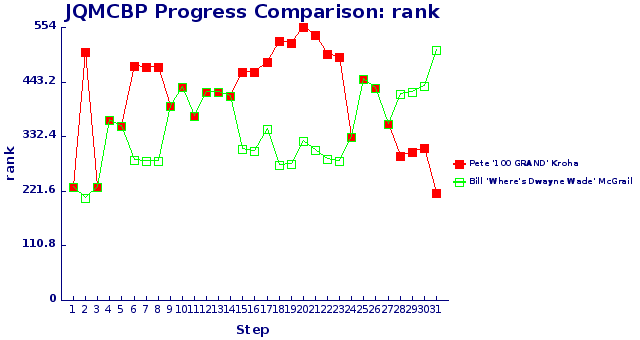 JQMCBP Progress Comparison: rank
554
443.2
332.4
221.6
110.8
0
rank
1 2 3 4 5 6 7 8 9 10 11 12 13 14 15 16 17 18 19 20 21 22 23 24 25 26 27 28 29 30 31
Step
Pete '100 GRAND' Kroha
Bill 'Where's Dwayne Wade' McGrail